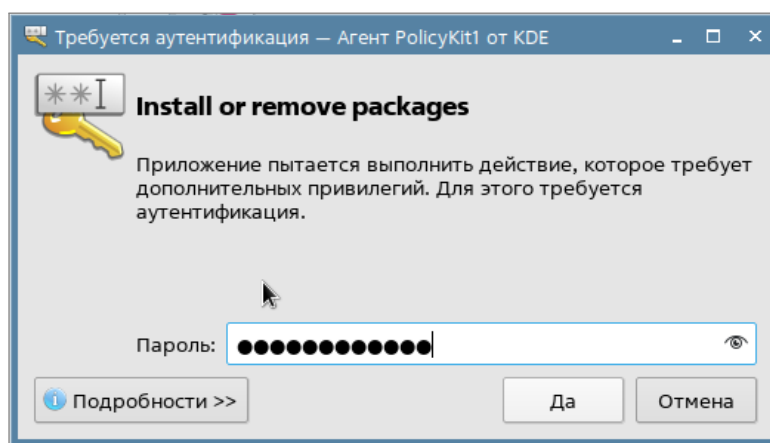 Требуется аутентификация — Агент PolicyKit1 от KDE
Install or remove packages
Приложение пытается выполнить действие, которое требует
дополнительных привилегий. Для этого требуется
аутентификация.
Пароль: ●●●●●●●●●●●●
Подробности >>
Да
Отмена